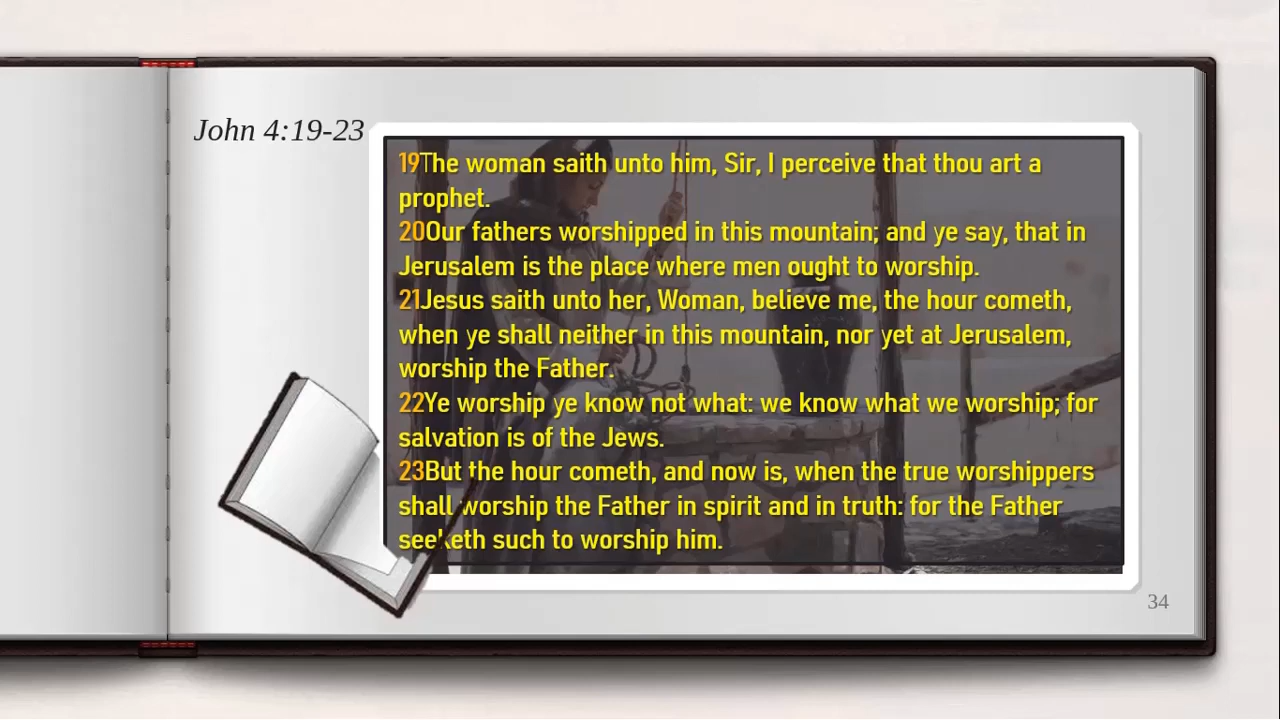 John 4:19-23
19The woman saith unto him, Sir, I perceive that thou art a
prophet.
20Our fathers worshipped in this mountain; and ye say, that in
Jerusalem is the place where men ought to worship.
21Jesus saith unto her, Woman, believe me, the hour cometh,
when ye shall neither in this mountain, nor yet at Jerusalem,
worship the Father.
22Ye worship ye know not what: we know what we worship; for
salvation is of the Jews.
23But the hour cometh, and now is, when the true worshippers
shall worship the Father in spirit and in truth: for the Father
seeketh such to worship him.
34